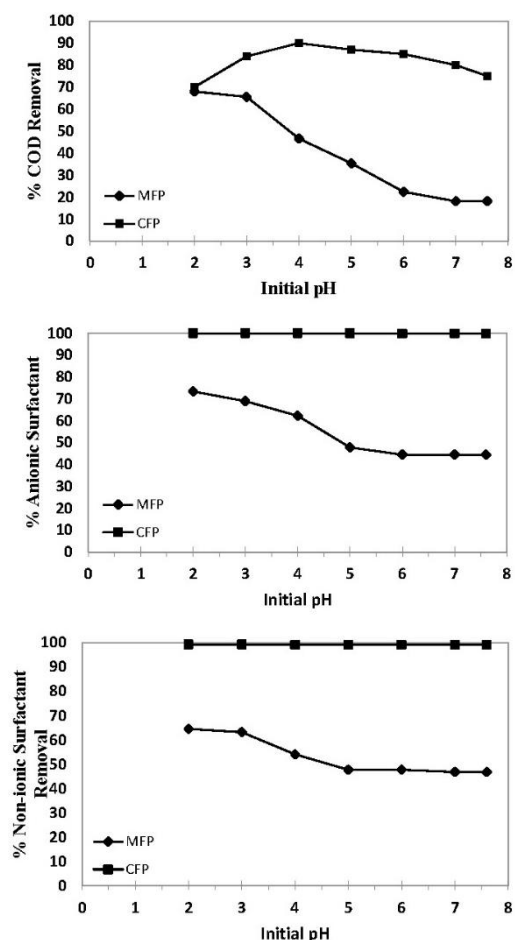 % COD Removal
100
90
80
70
60
50
40
30
20
10
0
MFP
CFP
0 1 2 3 4 5 6 7 8
Initial pH
% Anionic Surfactant
100
90
80
70
60
50
40
30
20
10
0
MFP
CFP
0 1 2 3 4 5 6 7 8
Initial pH
% Non-ionic Surfactant
Removal
100
90
80
70
60
50
40
30
20
10
0
MFP
CFP
0 1 2 3 4 5 6 7 8
Initial pH